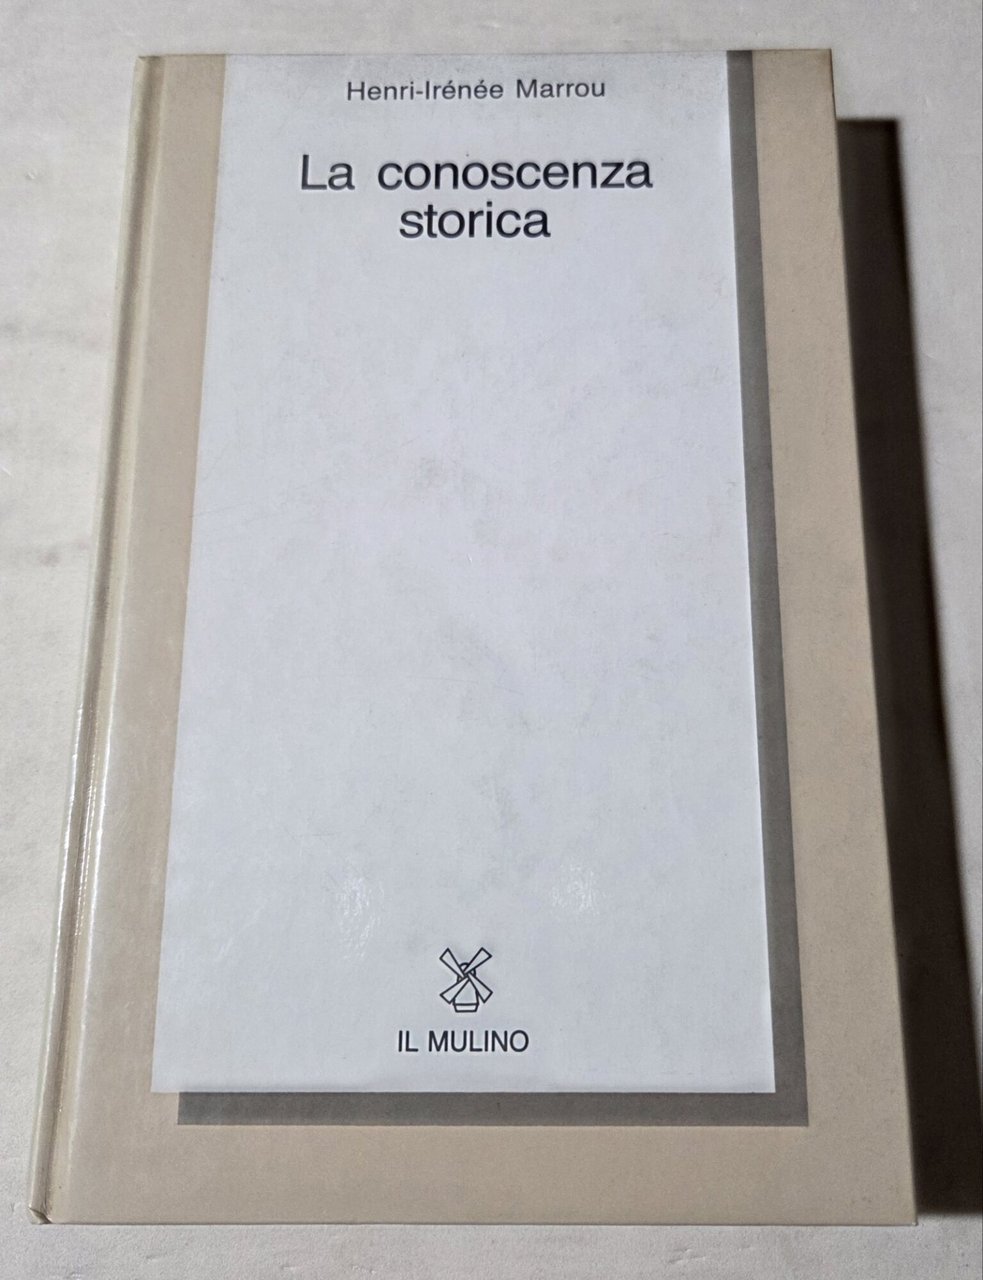 Henri-Irénée Marrou
La conoscenza
storica
IL MULINO